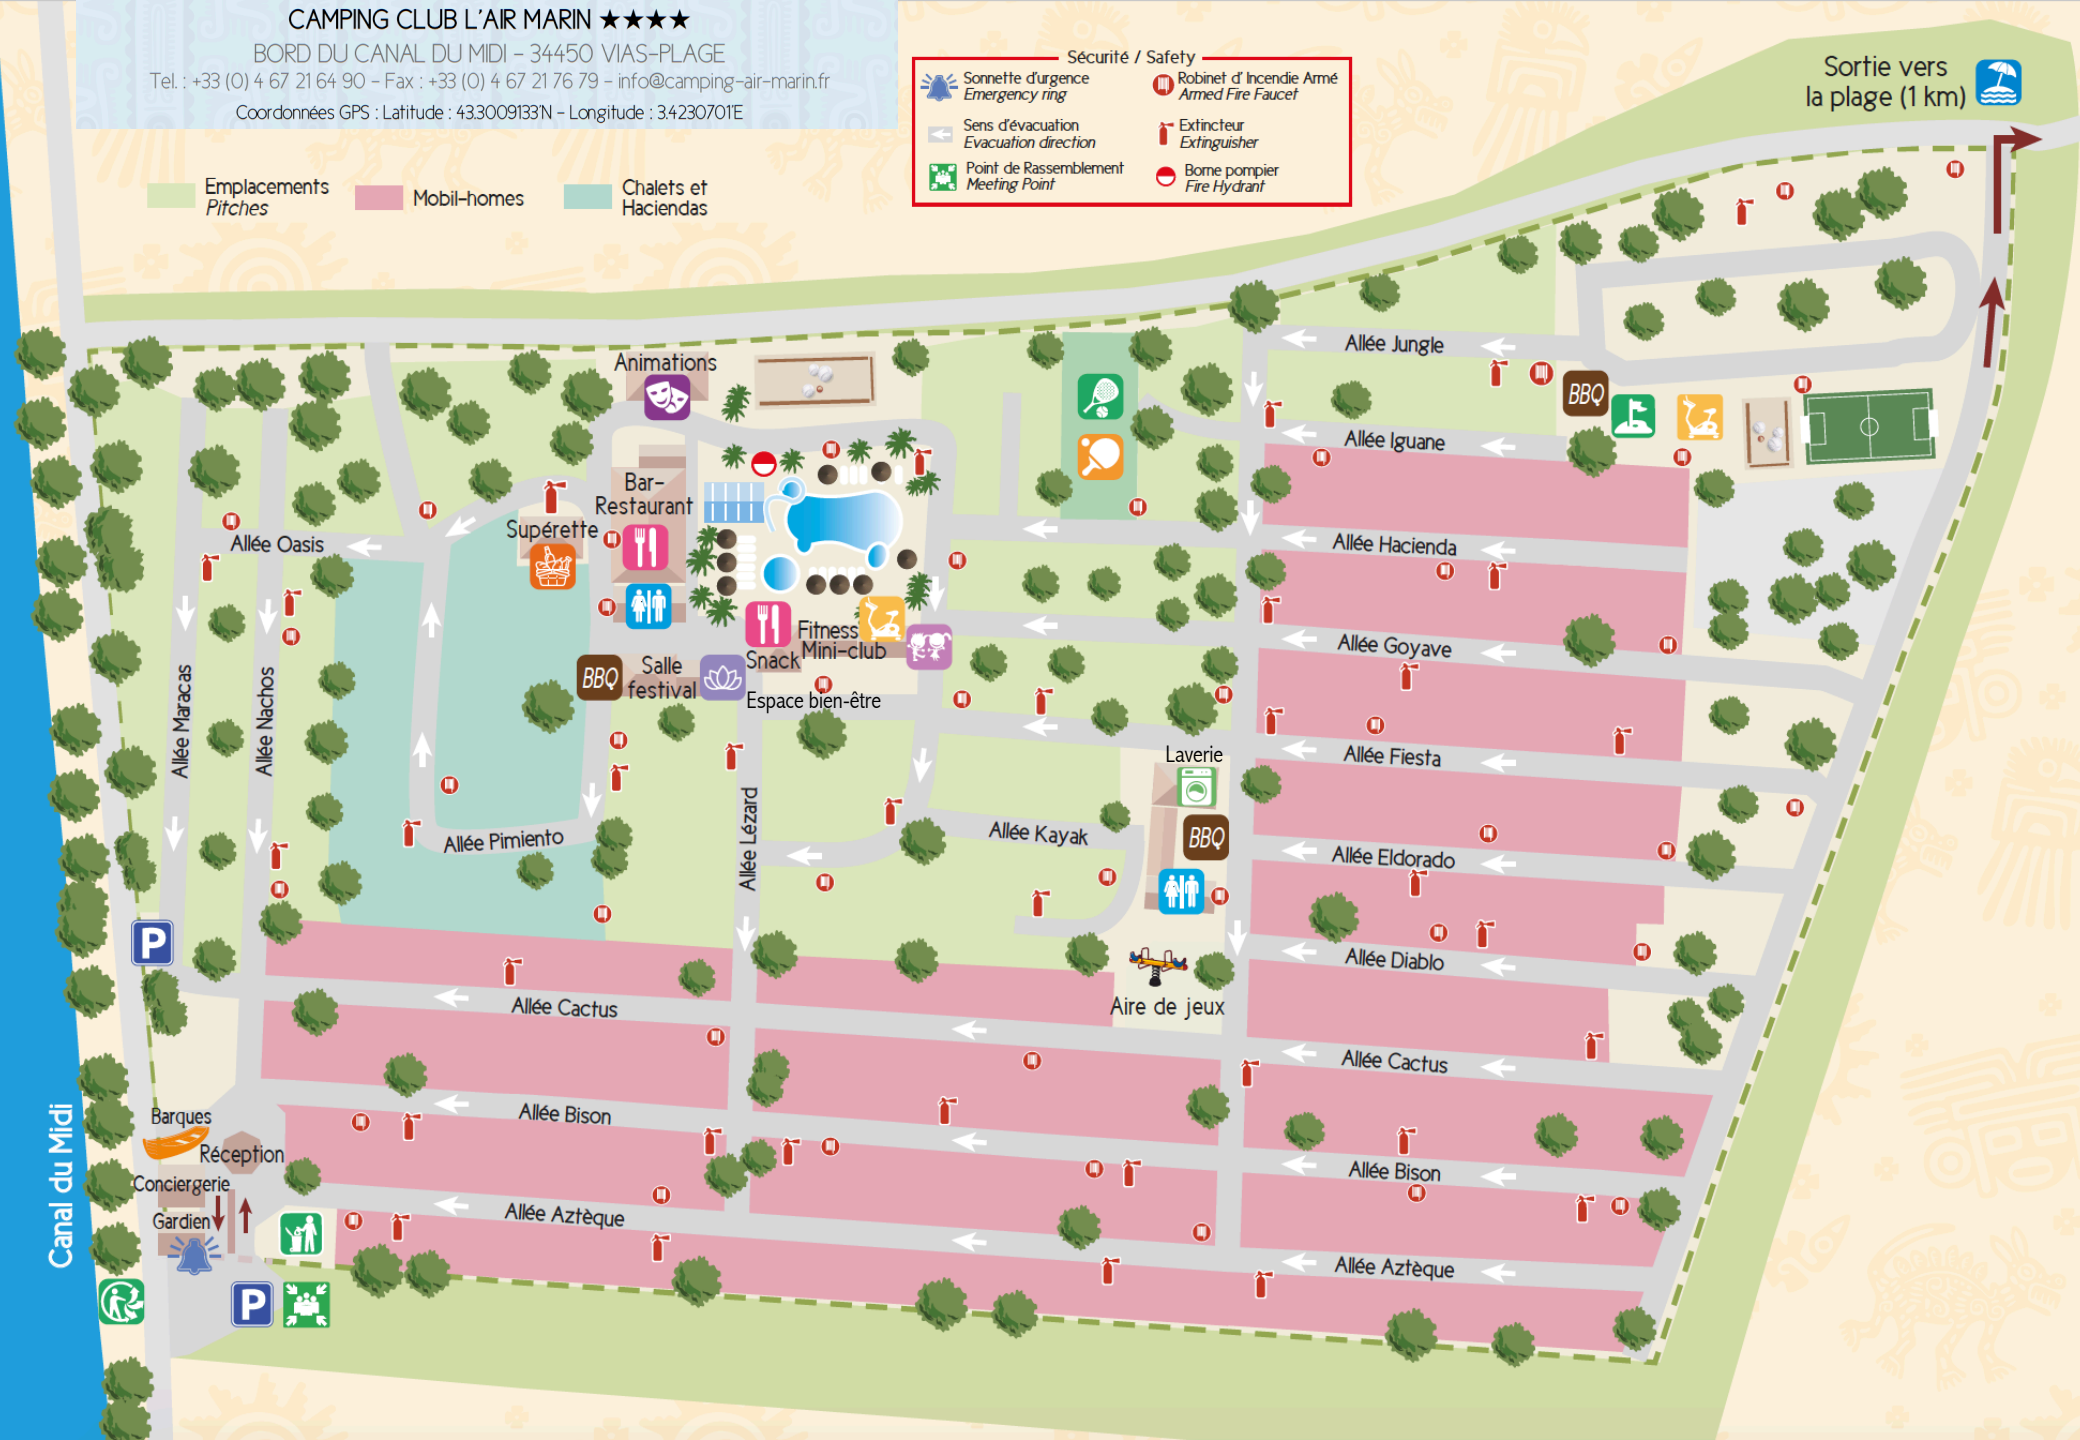 CAMPING CLUB L'AIR MARIN ★★★★
BORD DU CANAL DU MIDI - 34450 VIAS-PLAGE
Tel. : +33 (0) 4 67 21 64 90 - Fax : +33 (0) 4 67 21 76 79 - info@camping-air-marin.fr
Coordonnées GPS : Latitude : 43.3009133'N - Longitude : 3.4230701'E
Emplacements
Pitches
Mobil-homes
Chalets et
Haciendas
Sécurité / Safety
Sonnette d'urgence
Emergency ring
Robinet d' Incendie Armé
Armed Fire Faucet
Sens d'évacuation
Evacuation direction
Extincteur
Extinguisher
Point de Rassemblement
Meeting Point
Borne pompier
Fire Hydrant
Sortie vers
la plage (1 km)
Animations
Allée Jungle
BBQ
Allée Iguane
Bar-
Restaurant
Supérette
Allée Oasis
Allée Hacienda
Fitness
Mini-club
Snack
Allée Goyave
BBQ
Salle
festival
Espace bien-être
Allée Maracas
Allée Nachos
Laverie
Allée Fiesta
Allée Pimiento
Allée Lézard
Allée Kayak
BBQ
Allée Eldorado
P
Allée Diablo
Aire de jeux
Allée Cactus
Allée Cactus
Barques
Allée Bison
Réception
Allée Bison
Conciergerie
Gardien
Allée Aztèque
Allée Aztèque
P
Canal du Midi